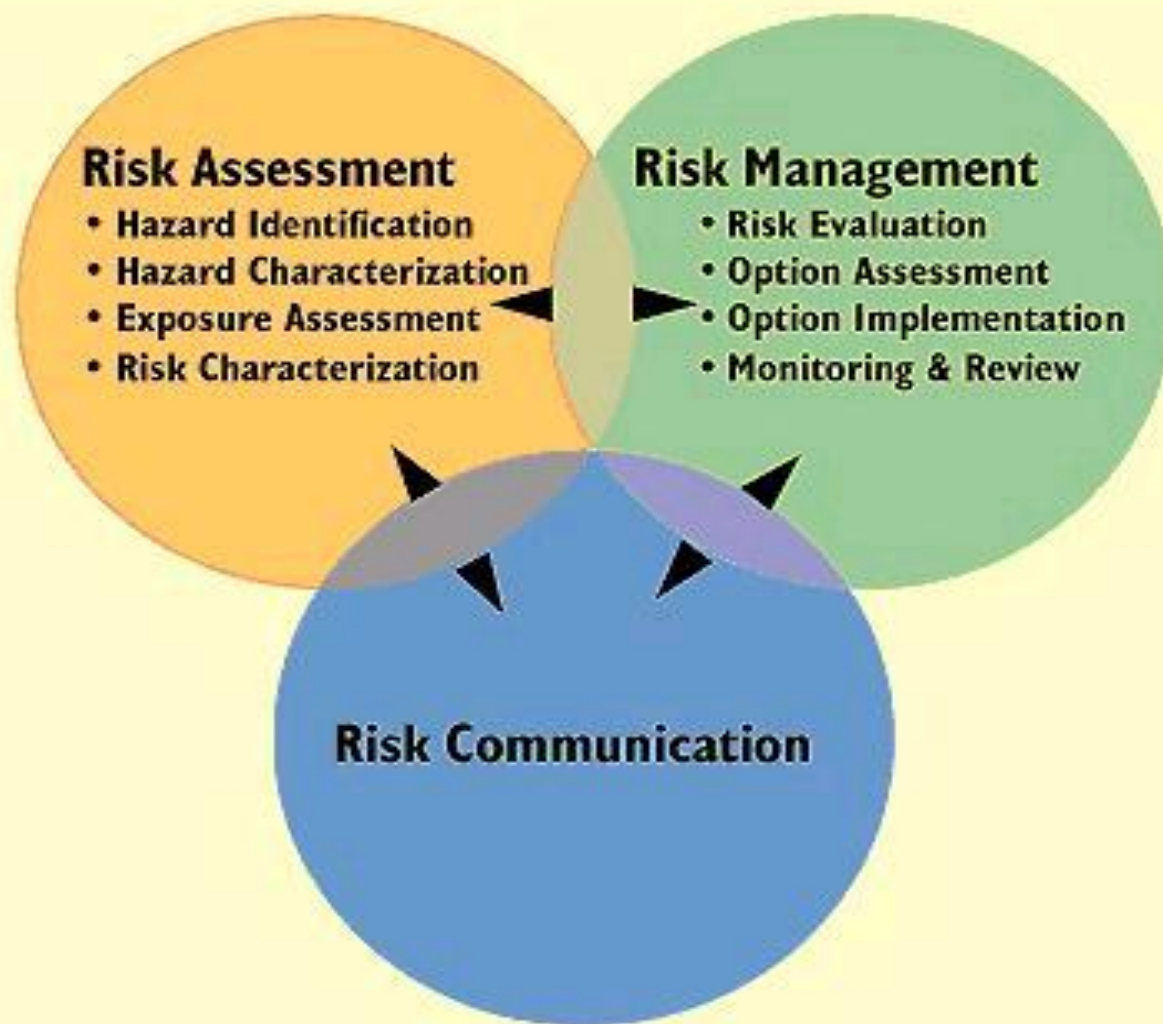 Risk Assessment
• Hazard Identification
• Hazard Characterization
• Exposure Assessment
• Risk Characterization
Risk Management
• Risk Evaluation
• Option Assessment
• Option Implementation
• Monitoring & Review
Risk Communication